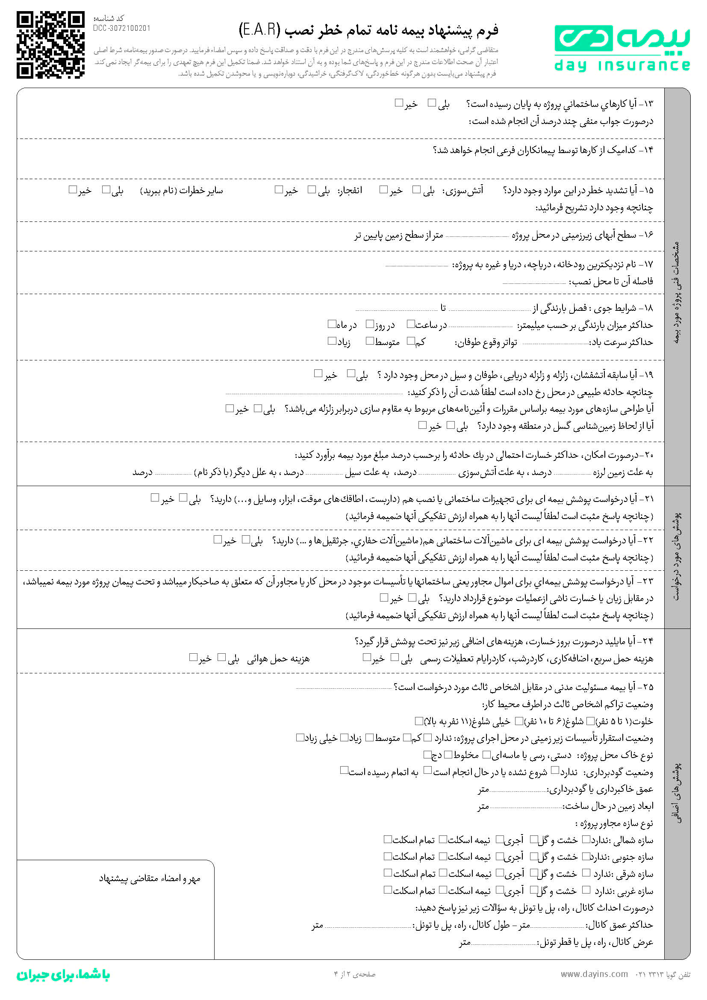 بیمه دی
day insurance
فرم پیشنهاد بیمه نامه تمام خطر نصب (E.A.R)
کد شناسه:
DCC-3072100201
متقاضی گرامی، خواهشمند است به کلیه پرسش‌های مندرج در این فرم با دقت و صداقت پاسخ داده و سپس امضاء فرمایید. درصورت صدور بیمه‌نامه، شرط اصلی
اعتبار آن صحت اطلاعات مندرج در این فرم و پاسخ‌های شما بوده و به آن استناد خواهد شد. ضمنا تکمیل این فرم هیچ تعهدی را برای بیمه‌گر ایجاد نمی‌کند.
فرم پیشنهاد می‌بایست بدون هرگونه خط‌خوردگی، لاک‌گرفتگی، خراشیدگی، دوباره‌نویسی و یا محوشدن تکمیل شده باشد.
مشخصات فنی پروژه مورد بیمه
۱۳- آیا کارهاي ساختماني پروژه به پایان رسیده است؟ بلی □ خیر □
درصورت جواب منفی چند درصد آن انجام شده است:
۱۴- کدامیک از کارها توسط پیمانکاران فرعی انجام خواهد شد؟
۱۵- آیا تشدید خطر در این موارد وجود دارد؟ آتش‌سوزی: بلی □ خیر □ انفجار: بلی □ خیر □ سایر خطرات (نام ببرید) بلی □ خیر □
چنانچه وجود دارد تشریح فرمائید:
۱۶- سطح آبهای زیرزمینی در محل پروژه .......... متر از سطح زمین پایین تر
۱۷- نام نزدیکترین رودخانه، دریاچه، دریا و غیره به پروژه: ..........
فاصله آن تا محل نصب: ..........
۱۸- شرایط جوی : فصل بارندگی از .......... تا ..........
حداکثر میزان بارندگی بر حسب میلیمتر: .......... در ساعت □ در روز □ در ماه □
حداکثر سرعت باد: .......... تواتر وقوع طوفان: کم □ متوسط □ زیاد □
۱۹- آیا سابقه آتشفشان، زلزله و زلزله دریایی، طوفان و سیل در محل وجود دارد ؟ بلی □ خیر □
چنانچه حادثه طبیعی در محل رخ داده است لطفاً شدت آن را ذکر کنید: ..........
آیا طراحی سازه‌های مورد بیمه براساس مقررات و آئین‌نامه‌های مربوط به مقاوم سازی دربرابر زلزله می‌باشد؟ بلی □ خیر □
آیا از لحاظ زمین‌شناسی گسل در منطقه وجود دارد؟ بلی □ خیر □
۲۰- درصورت امکان، حداکثر خسارت احتمالی در یك حادثه را برحسب درصد مبلغ مورد بیمه برآورد کنید:
به علت زمین لرزه .......... درصد ، به علت آتش‌سوزی .......... درصد، به علت سیل .......... درصد ، به علل دیگر (با ذکر نام) .......... درصد
پوشش‌های مورد درخواست
۲۱- آیا درخواست پوشش بیمه ای برای تجهیزات ساختمانی یا نصب هم (داربست، اطاقك‌های موقت، ابزار، وسایل و...) دارید؟ بلی □ خیر □
(چنانچه پاسخ مثبت است لطفاً لیست آنها را به همراه ارزش تفکیکی آنها ضمیمه فرمائید)
۲۲- آیا درخواست پوشش بیمه ای برای ماشین‌آلات ساختمانی هم(ماشین‌آلات حفاري, جرثقیل‌ها و ...) دارید؟ بلی □ خیر □
(چنانچه پاسخ مثبت است لطفاً لیست آنها را به همراه ارزش تفکیکی آنها ضمیمه فرمائید)
۲۳- آیا درخواست پوشش بیمه‌اي برای اموال مجاور یعنی ساختمانها یا تأسیسات موجود در محل کار یا مجاور آن که متعلق به صاحبکار میباشد و تحت پیمان پروژه مورد بیمه نمیباشد،
در مقابل زیان یا خسارت ناشی ازعملیات موضوع قرارداد دارید؟ بلی □ خیر □
(چنانچه پاسخ مثبت است لطفاً لیست آنها را به همراه ارزش تفکیکی آنها ضمیمه فرمائید)
پوشش‌های اضافی
۲۴- آیا مایلید درصورت بروز خسارت، هزینه‌های اضافی زیر نیز تحت پوشش قرار گیرد؟
هزینه حمل سریع، اضافه‌کاری، کاردرشب، کاردرایام تعطیلات رسمی بلی □ خیر □ هزینه حمل هوائی بلی □ خیر □
۲۵- آیا بیمه مسئولیت مدنی در مقابل اشخاص ثالث مورد درخواست است؟ ..........
وضعیت تراکم اشخاص ثالث در اطرف محیط کار:
خلوت(۱ تا ۵ نفر) □ شلوغ(۶ تا ۱۰ نفر) □ خیلی شلوغ(۱۱ نفر به بالا) □
وضعیت استقرار تأسیسات زیر زمینی در محل اجرای پروژه: ندارد □ کم □ متوسط □ زیاد □ خیلی زیاد □
نوع خاک محل پروژه: دستی، رسی یا ماسه‌ای □ مخلوط □ دج □
وضعیت گودبرداری: ندارد □ شروع نشده یا در حال انجام است □ به اتمام رسیده است □
عمق خاکبرداری یا گودبرداری: .......... متر
ابعاد زمین در حال ساخت: .......... متر
نوع سازه مجاور پروژه :
سازه شمالی :ندارد □ خشت و گل □ آجری □ نیمه اسکلت □ تمام اسکلت □
سازه جنوبی :ندارد □ خشت و گل □ آجری □ نیمه اسکلت □ تمام اسکلت □
سازه شرقی :ندارد □ خشت و گل □ آجری □ نیمه اسکلت □ تمام اسکلت □
سازه غربی :ندارد □ خشت و گل □ آجری □ نیمه اسکلت □ تمام اسکلت □
درصورت احداث کانال، راه، پل یا تونل به سؤالات زیر نیز پاسخ دهید:
حداکثر عمق کانال: .......... متر - طول کانال، راه، پل یا تونل: .......... متر
عرض کانال، راه، پل یا قطر تونل: .......... متر
مهر و امضاء متقاضی پیشنهاد
تلفن گویا ۲۳۱۳ ۰۲۱ www.dayins.com
صفحه‌ی ۲ از ۴
با شما، برای جبران